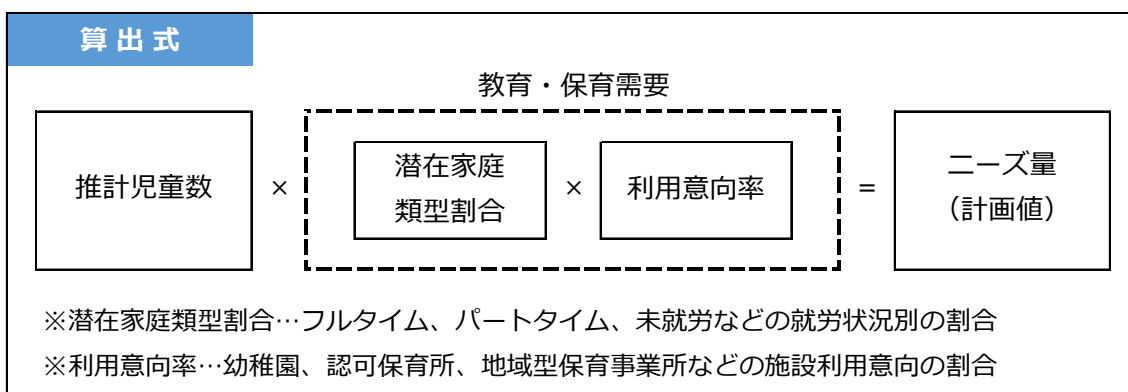 算出式
教育・保育需要
推計児童数
×
潜在家庭
類型割合
×
利用意向率
=
ニーズ量
（計画値）
※潜在家庭類型割合…フルタイム、パートタイム、未就労などの就労状況別の割合
※利用意向率…幼稚園、認可保育所、地域型保育事業所などの施設利用意向の割合